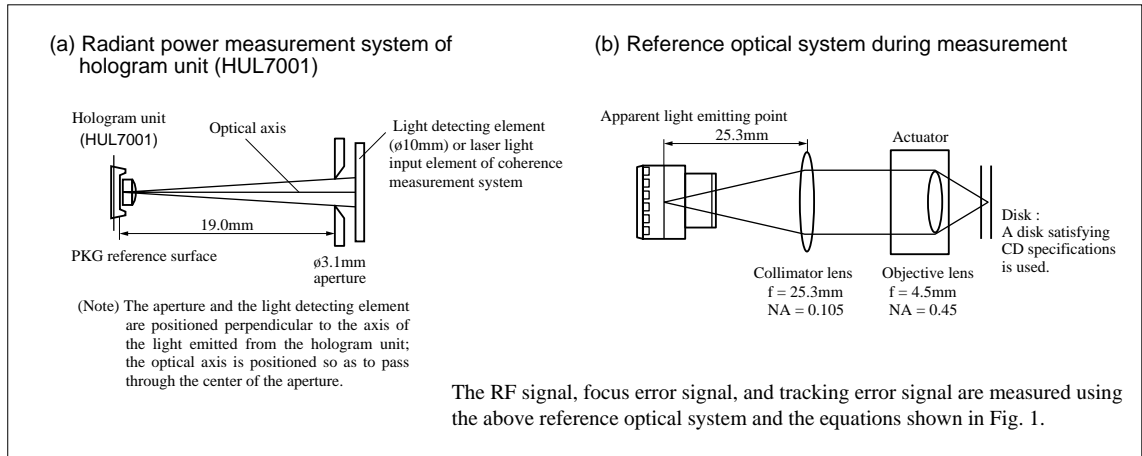 (a) Radiant power measurement system of
hologram unit (HUL7001)
Hologram unit
(HUL7001)
Optical axis
Light detecting element
(ø10mm) or laser light
input element of coherence
measurement system
19.0mm
PKG reference surface
ø3.1mm
aperture
(Note) The aperture and the light detecting element
are positioned perpendicular to the axis of
the light emitted from the hologram unit;
the optical axis is positioned so as to pass
through the center of the aperture.
(b) Reference optical system during measurement
Apparent light emitting point
25.3mm
Actuator
Disk :
A disk satisfying
CD specifications
is used.
Collimator lens
f = 25.3mm
NA = 0.105
Objective lens
f = 4.5mm
NA = 0.45
The RF signal, focus error signal, and tracking error signal are measured using
the above reference optical system and the equations shown in Fig. 1.